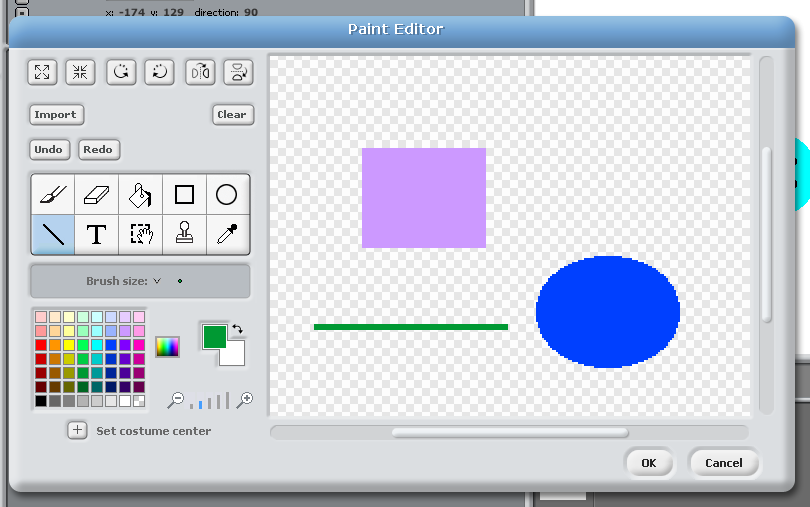 x: -174 y: 129 direction: 90
Paint Editor
Import
Clear
Undo
Redo
T
Brush size:
Set costume center
OK
Cancel